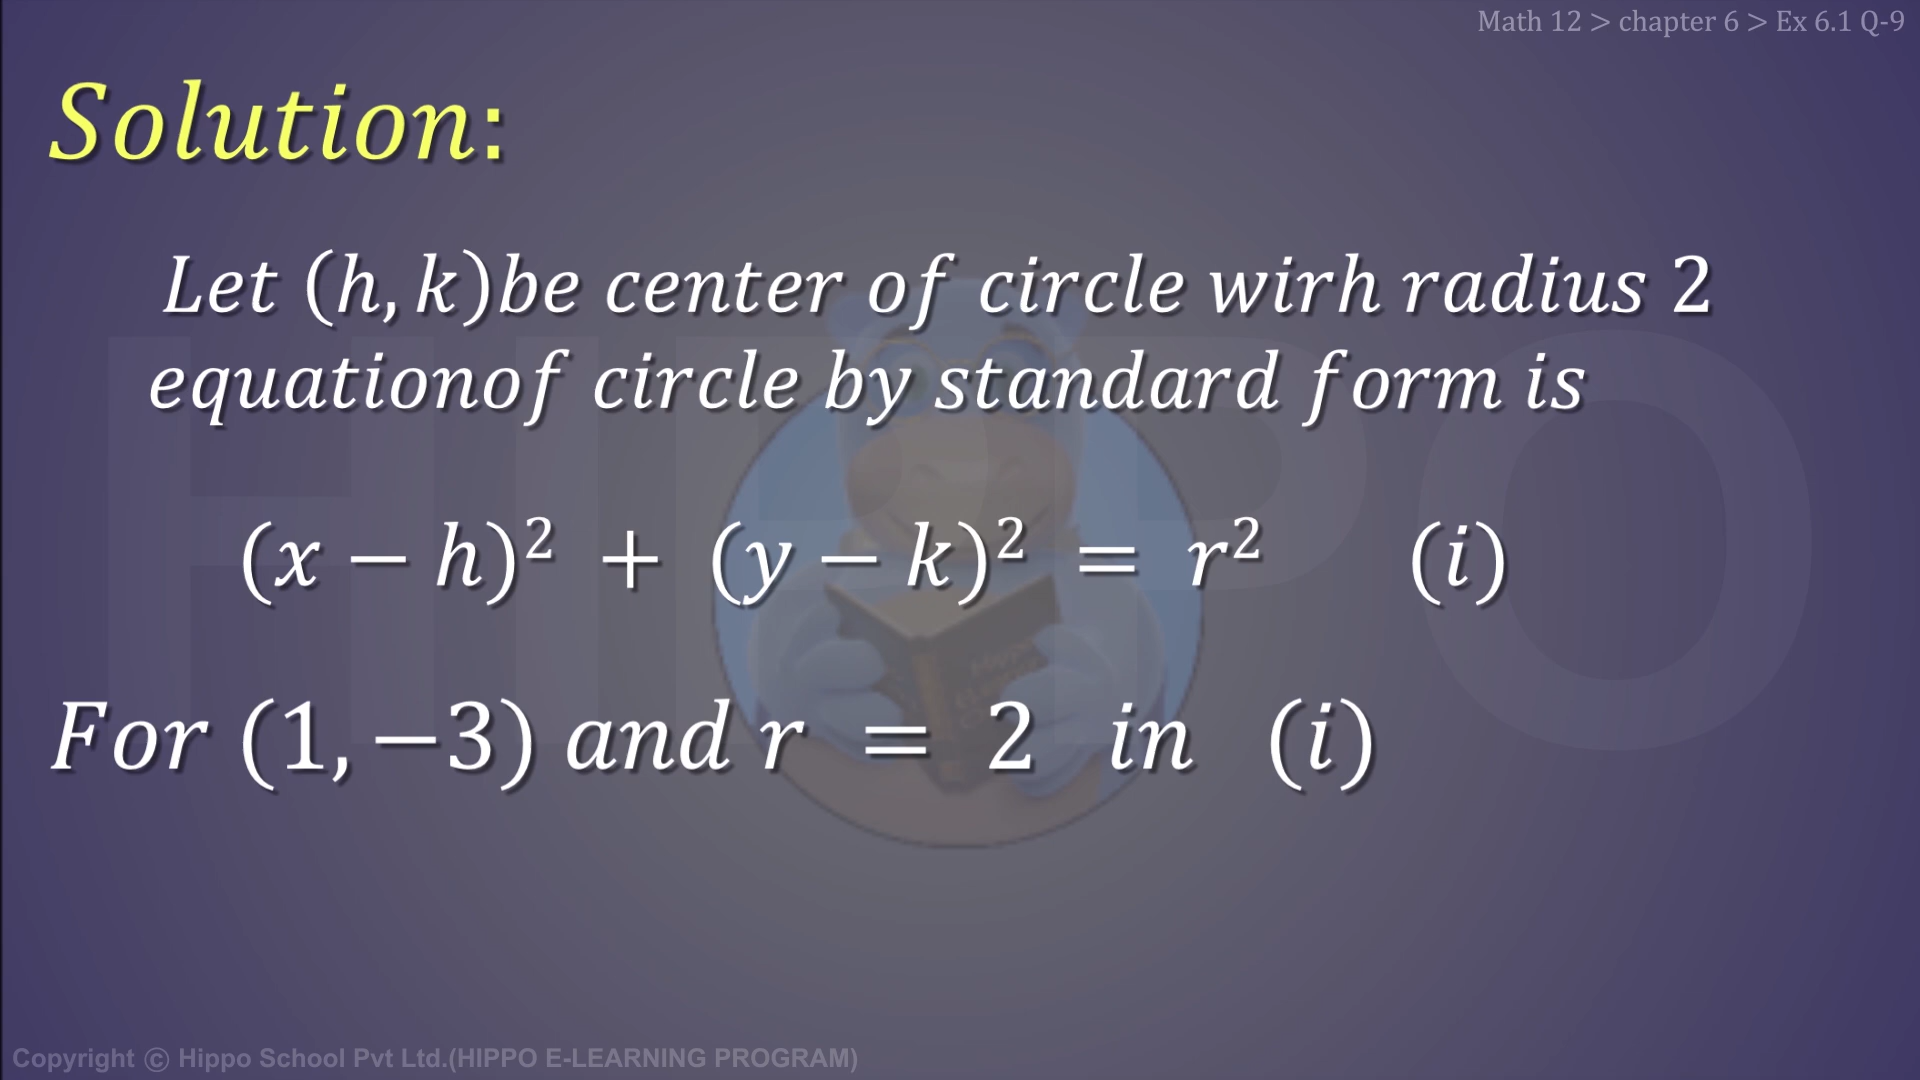 Math 12 > chapter 6 > Ex 6.1 Q-9
Solution:
Let (h, k)be center of circle wirh radius 2
equationof circle by standard form is
(x − h)² + (y − k)² = r² (i)
For (1, −3) and r = 2 in (i)
HIPPO
Copyright © Hippo School Pvt Ltd.(HIPPO E-LEARNING PROGRAM)